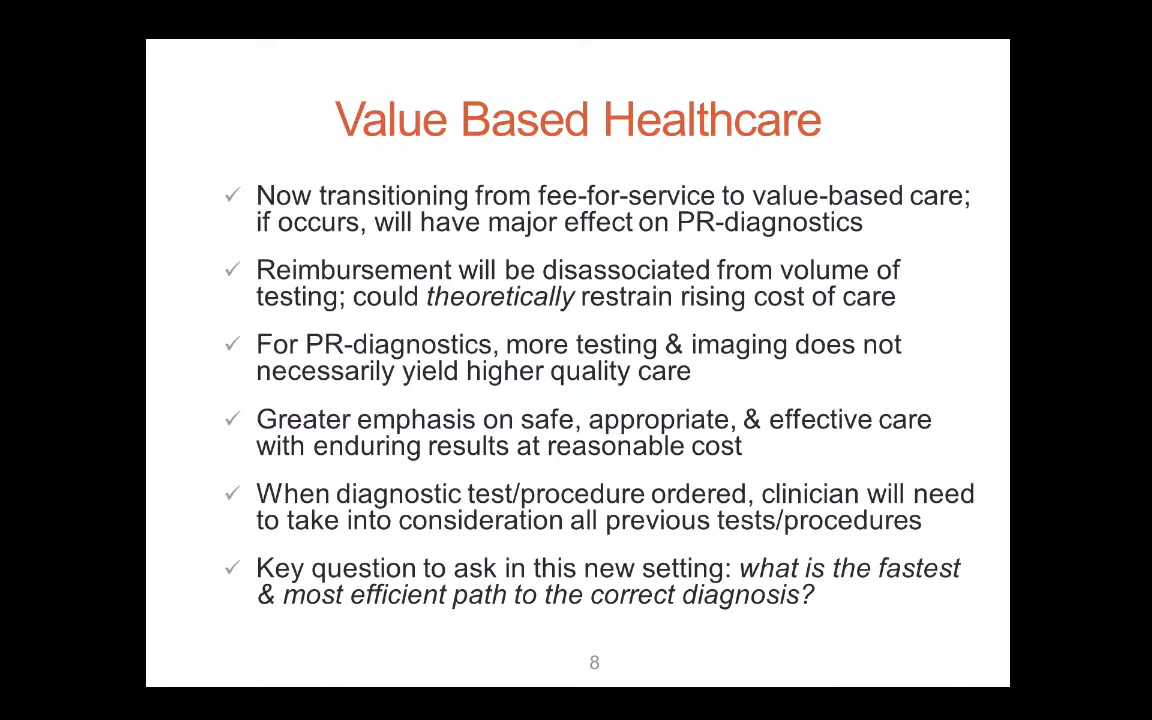 Value Based Healthcare
✓ Now transitioning from fee-for-service to value-based care;
if occurs, will have major effect on PR-diagnostics
✓ Reimbursement will be disassociated from volume of
testing; could theoretically restrain rising cost of care
✓ For PR-diagnostics, more testing & imaging does not
necessarily yield higher quality care
✓ Greater emphasis on safe, appropriate, & effective care
with enduring results at reasonable cost
✓ When diagnostic test/procedure ordered, clinician will need
to take into consideration all previous tests/procedures
✓ Key question to ask in this new setting: what is the fastest
& most efficient path to the correct diagnosis?
8